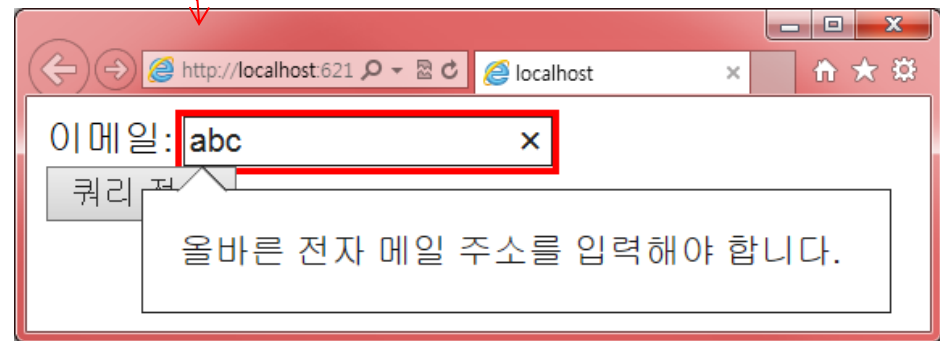 http://localhost:621 localhost
이메일: abc
쿼리
올바른 전자 메일 주소를 입력해야 합니다.